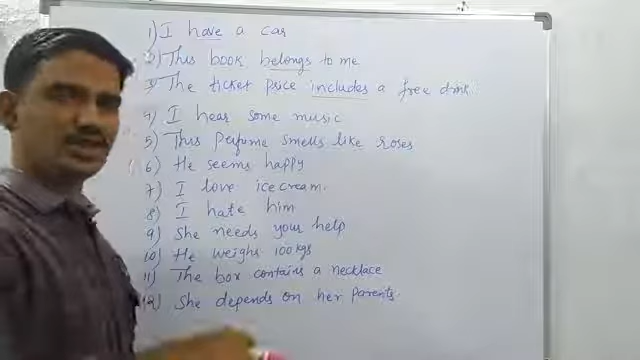 1) I have a car
2) This book belongs to me
3) The ticket price includes a free drink.
4) I hear some music
5) This perfume smells like roses
6) He seems happy
7) I love icecream.
8) I hate him
9) She needs your help
10) He weighs 100kgs
11) The box contains a necklace
12) She depends on her parents.